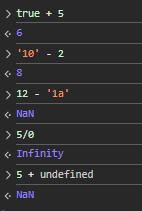 > true + 5
< 6
> '10' - 2
< 8
> 12 - '1a'
< NaN
> 5/0
< Infinity
> 5 + undefined
< NaN